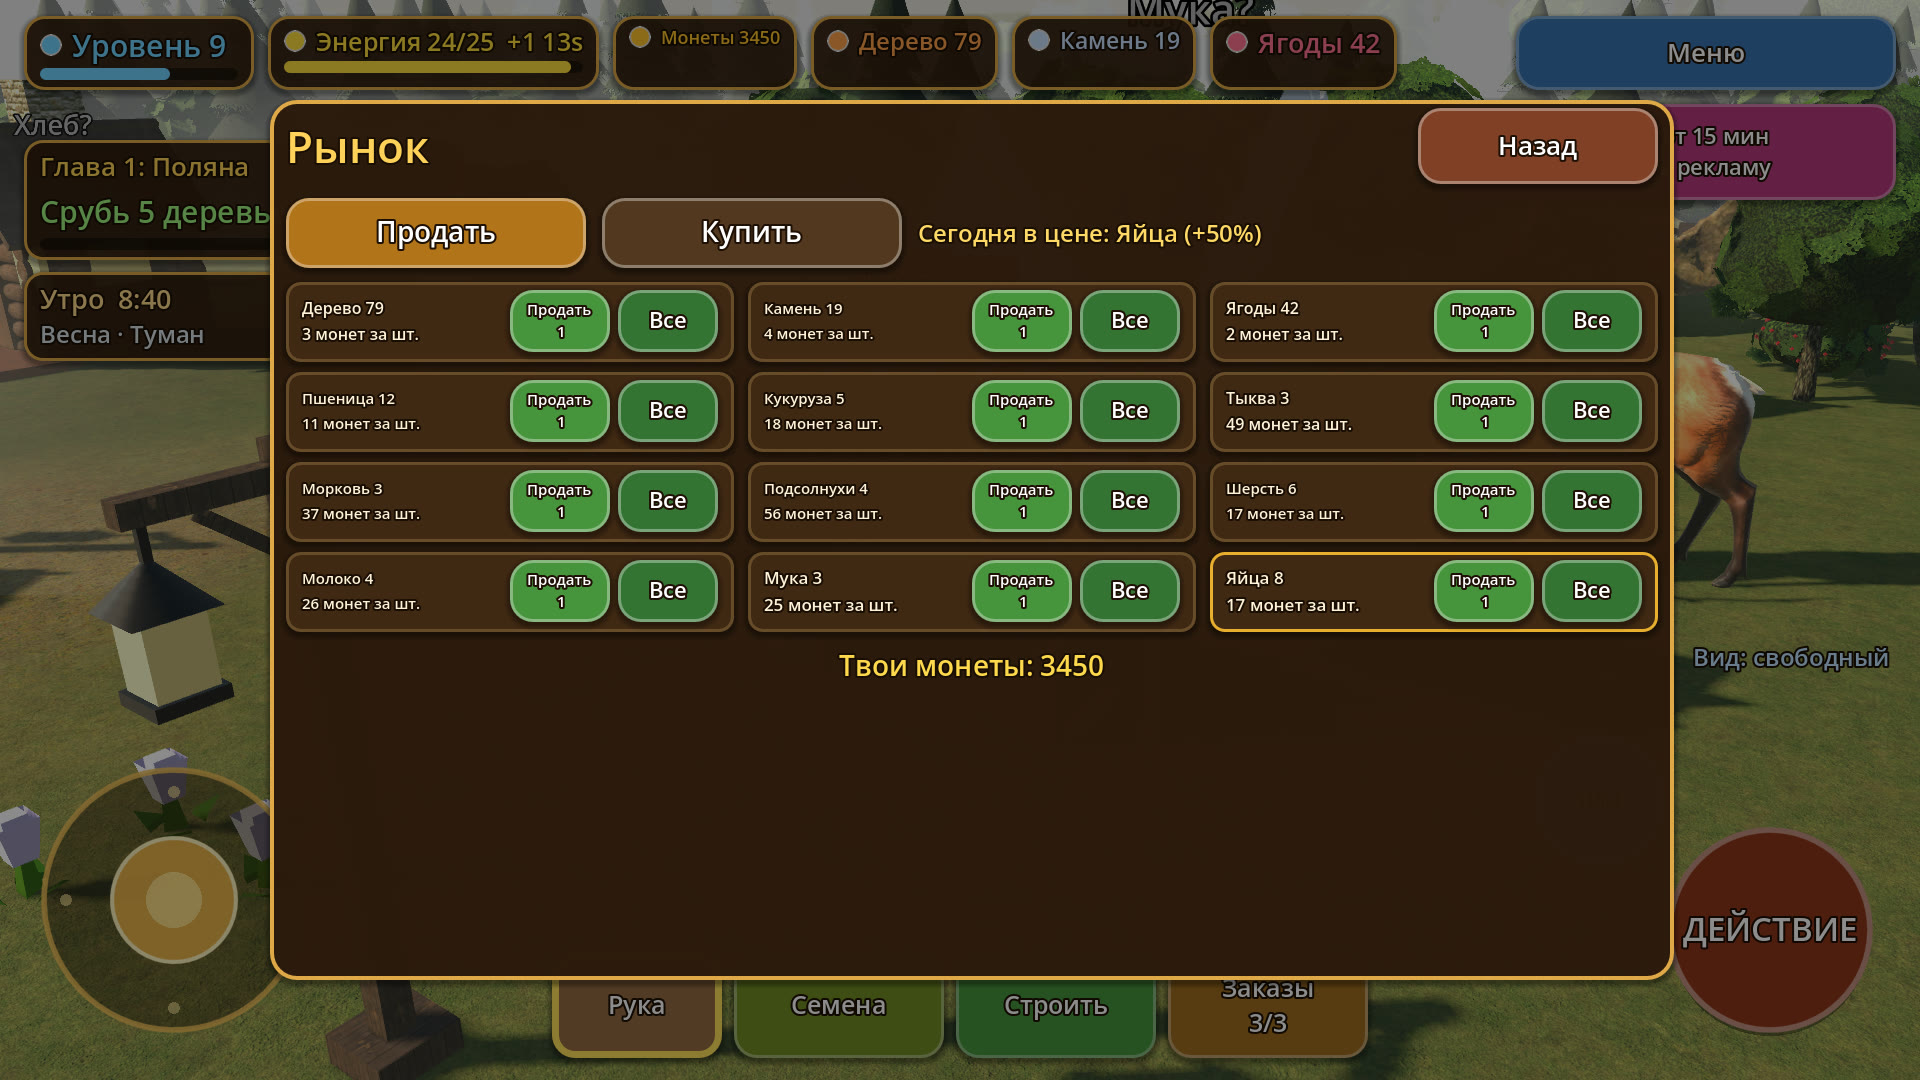 Мука?
Уровень 9
Энергия 24/25 +1 13s
Монеты 3450
Дерево 79
Камень 19
Ягоды 42
Меню
Хлеб?
Глава 1: Поляна
Срубь 5 деревь
Утро 8:40
Весна · Туман
т 15 мин
рекламу
Рынок
Назад
Продать
Купить
Сегодня в цене: Яйца (+50%)
Дерево 79
3 монет за шт.
Продать
1
Все
Камень 19
4 монет за шт.
Продать
1
Все
Ягоды 42
2 монет за шт.
Продать
1
Все
Пшеница 12
11 монет за шт.
Продать
1
Все
Кукуруза 5
18 монет за шт.
Продать
1
Все
Тыква 3
49 монет за шт.
Продать
1
Все
Морковь 3
37 монет за шт.
Продать
1
Все
Подсолнухи 4
56 монет за шт.
Продать
1
Все
Шерсть 6
17 монет за шт.
Продать
1
Все
Молоко 4
26 монет за шт.
Продать
1
Все
Мука 3
25 монет за шт.
Продать
1
Все
Яйца 8
17 монет за шт.
Продать
1
Все
Твои монеты: 3450
Вид: свободный
ДЕЙСТВИЕ
Рука
Семена
Строить
Заказы
3/3